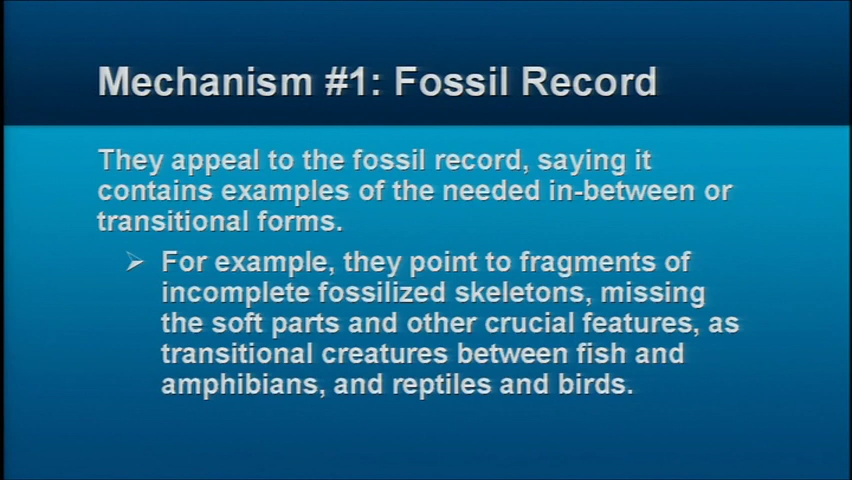 Mechanism #1: Fossil Record
They appeal to the fossil record, saying it
contains examples of the needed in-between or
transitional forms.
➢ For example, they point to fragments of
incomplete fossilized skeletons, missing
the soft parts and other crucial features, as
transitional creatures between fish and
amphibians, and reptiles and birds.